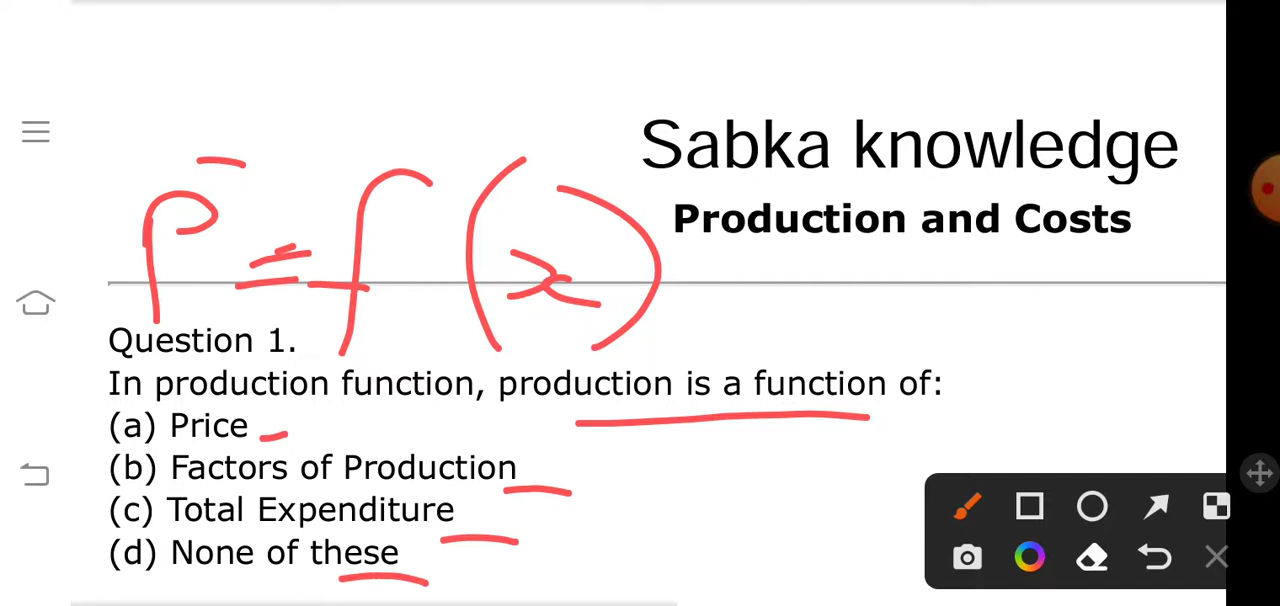 Sabka knowledge
Production and Costs
P = f (x)
Question 1.
In production function, production is a function of:
(a) Price
(b) Factors of Production
(c) Total Expenditure
(d) None of these